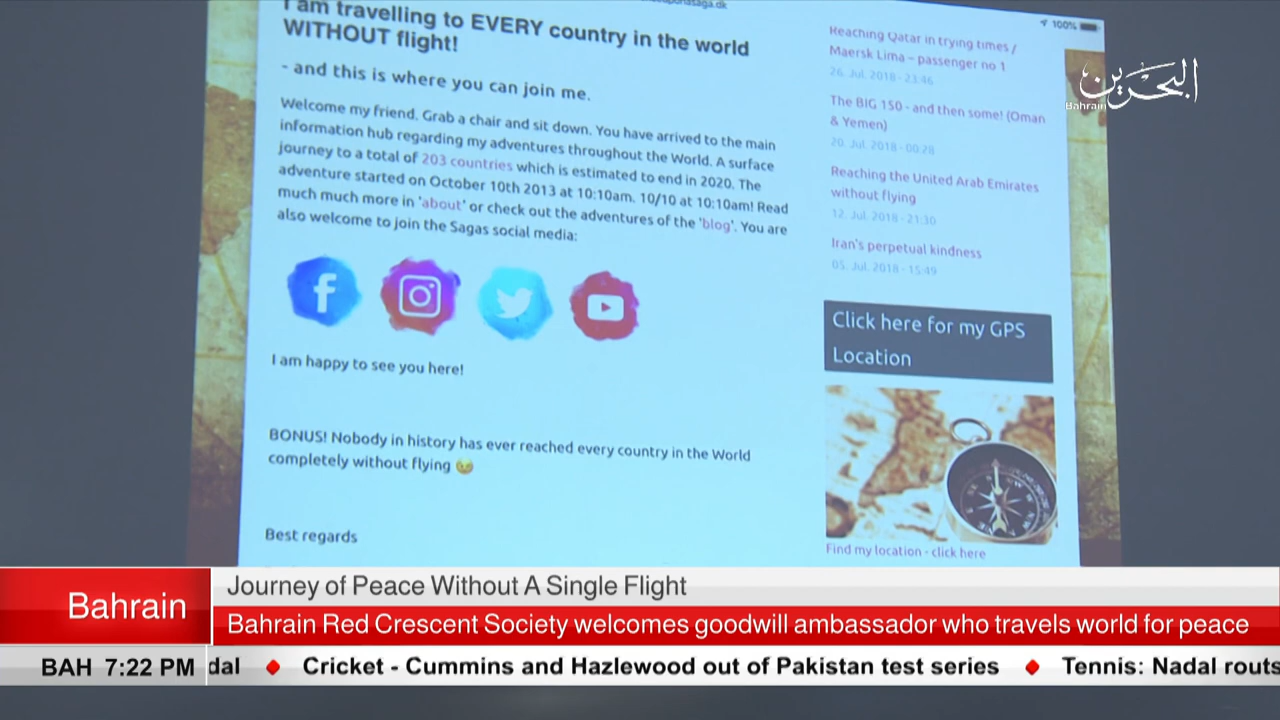 100%
I am travelling to EVERY country in the world
WITHOUT flight!
- and this is where you can join me.
Welcome my friend. Grab a chair and sit down. You have arrived to the main
information hub regarding my adventures throughout the World. A surface
journey to a total of 203 countries which is estimated to end in 2020. The
adventure started on October 10th 2013 at 10:10am. 10/10 at 10:10am! Read
much much more in 'about' or check out the adventures of the 'blog'. You are
also welcome to join the Sagas social media:
I am happy to see you here!
BONUS! Nobody in history has ever reached every country in the World
completely without flying 😉
Best regards
Reaching Qatar in trying times /
Maersk Lima – passenger no 1
26. Jul. 2018 - 23:46
The BIG 150 - and then some! (Oman
& Yemen)
20. Jul. 2018 - 00:28
Reaching the United Arab Emirates
without flying
12. Jul. 2018 - 21:30
Iran's perpetual kindness
05. Jul. 2018 - 15:49
Click here for my GPS
Location
Find my location - click here
البحرين
Bahrain
Bahrain
Journey of Peace Without A Single Flight
Bahrain Red Crescent Society welcomes goodwill ambassador who travels world for peace
BAH 7:22 PM dal ♦ Cricket - Cummins and Hazlewood out of Pakistan test series ♦ Tennis: Nadal routs